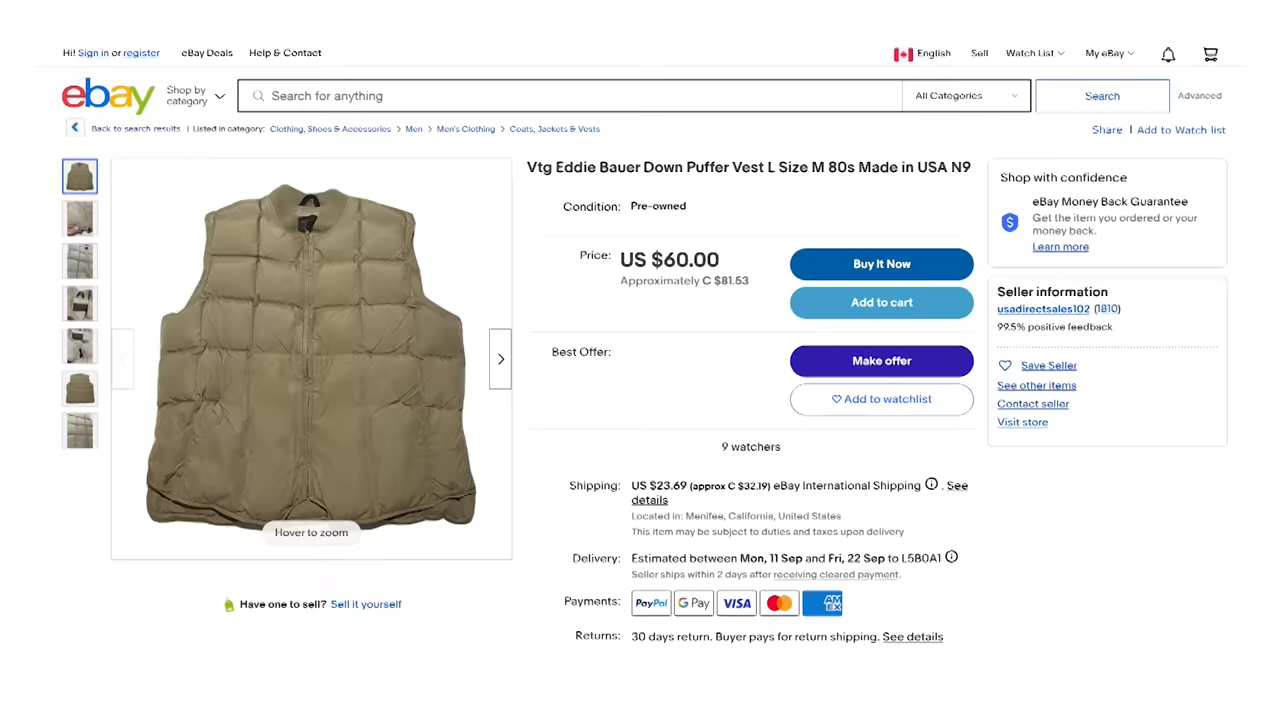 Hi! Sign in or register eBay Deals Help & Contact English Sell Watch List My eBay
ebay Shop by category Search for anything All Categories Search Advanced
Back to search results | Listed in category: Clothing, Shoes & Accessories > Men > Men's Clothing > Coats, Jackets & Vests Share | Add to Watch list
Vtg Eddie Bauer Down Puffer Vest L Size M 80s Made in USA N9
Condition: Pre-owned
Price: US $60.00
Approximately C $81.53
Buy It Now
Add to cart
Best Offer:
Make offer
Add to watchlist
9 watchers
Shipping: US $23.69 (approx C $32.19) eBay International Shipping . See
details
Located in: Menifee, California, United States
This item may be subject to duties and taxes upon delivery
Delivery: Estimated between Mon, 11 Sep and Fri, 22 Sep to L5B0A1
Seller ships within 2 days after receiving cleared payment.
Payments: PayPal G Pay VISA AM EX
Returns: 30 days return. Buyer pays for return shipping. See details
Hover to zoom
Have one to sell? Sell it yourself
Shop with confidence
eBay Money Back Guarantee
Get the item you ordered or your
money back.
Learn more
Seller information
usadirectsales102 (1810)
99.5% positive feedback
Save Seller
See other items
Contact seller
Visit store